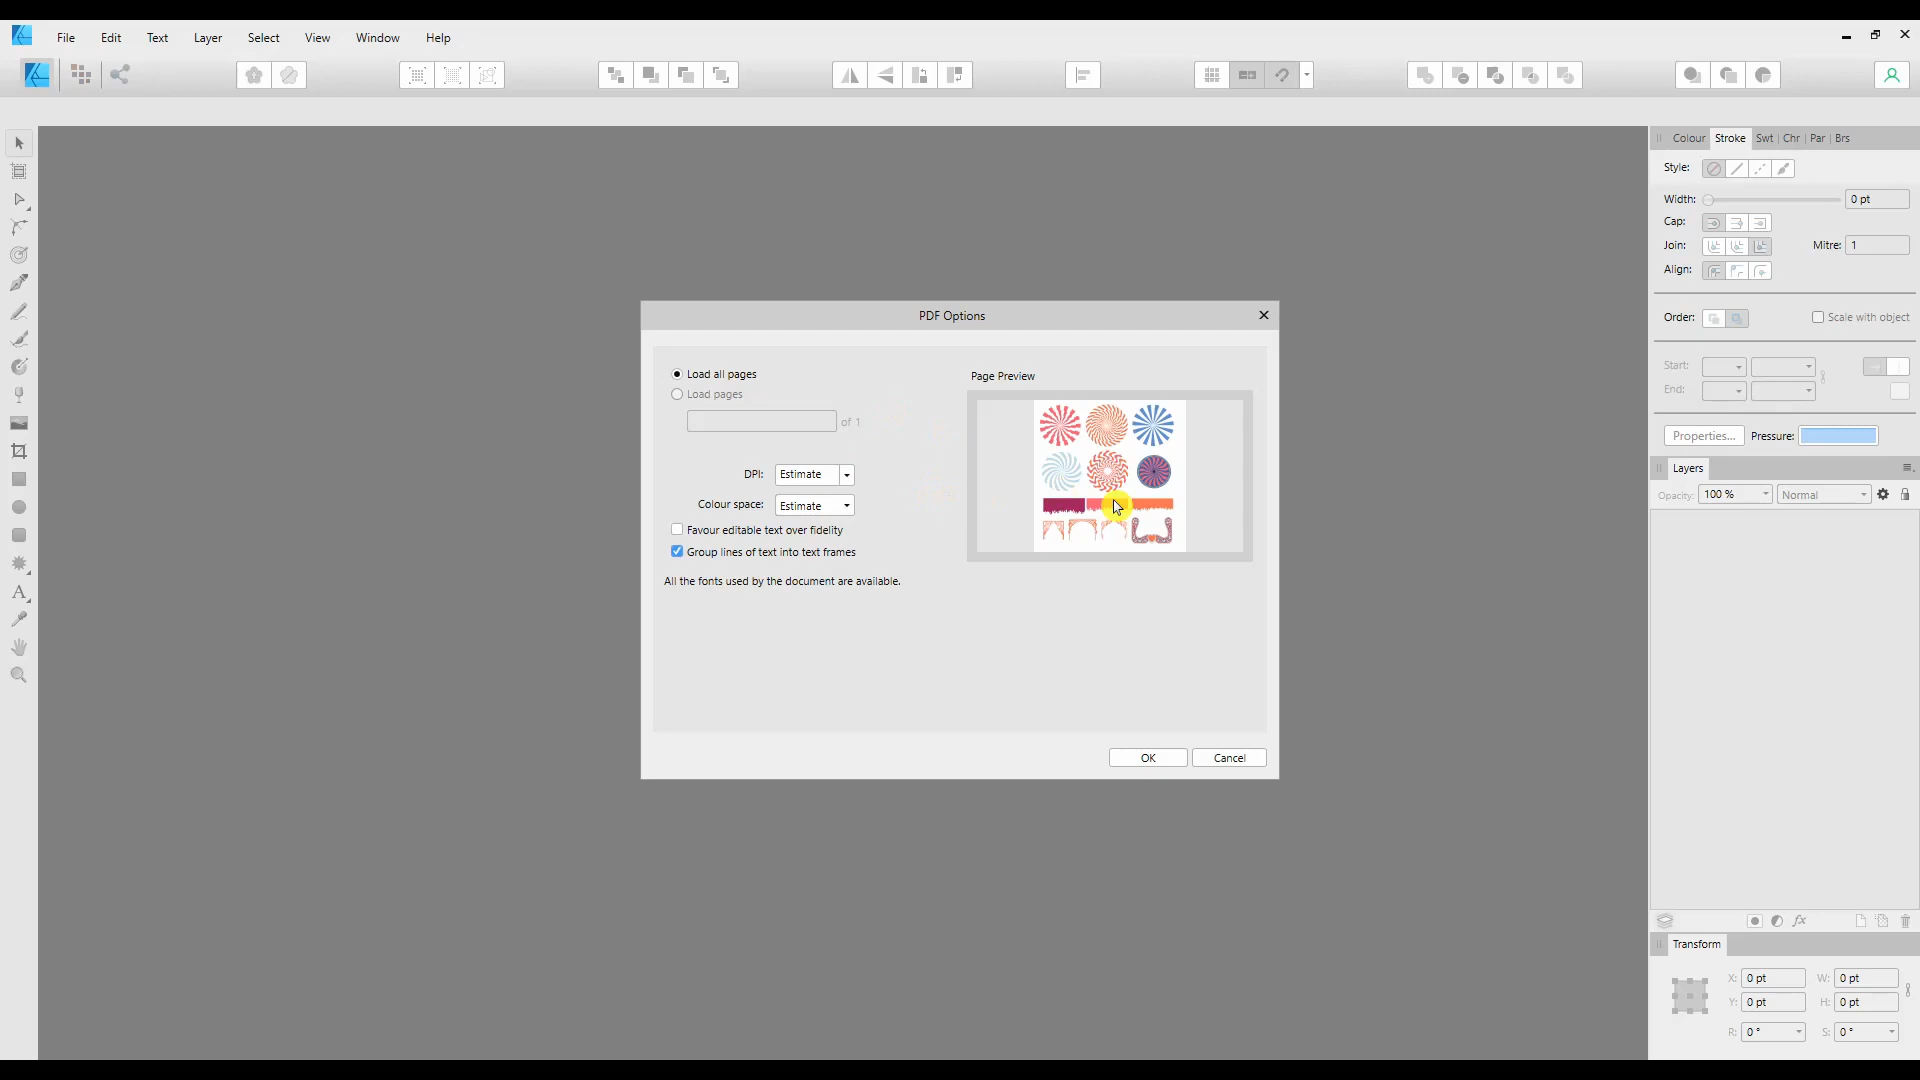 File Edit Text Layer Select View Window Help
Colour Stroke Swt Chr Par Brs
Style:
Width: 0 pt
Cap:
Join: Mitre: 1
Align:
Order: Scale with object
Start:
End:
Properties... Pressure:
Layers
Opacity: 100 % Normal
fx
Transform
X: 0 pt W: 0 pt
Y: 0 pt H: 0 pt
R: 0 ° S: 0 °
PDF Options
Load all pages
Load pages
of 1
DPI: Estimate
Colour space: Estimate
Favour editable text over fidelity
Group lines of text into text frames
All the fonts used by the document are available.
Page Preview
OK Cancel
A